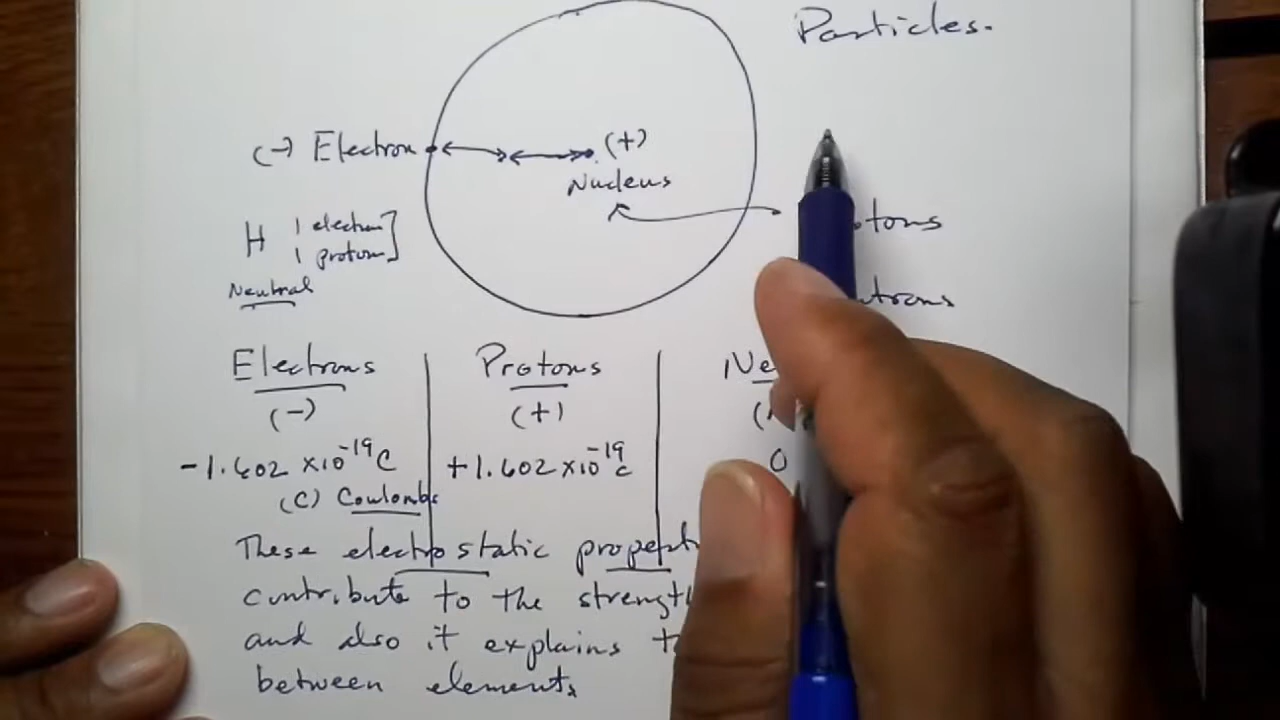 Particles.
(-) Electron
(+)
Nucleus
H 1 electron
1 proton
Neutral
Electrons
Protons
(-)
(+)
-1.602 x10^-19 C
+1.602 x10^-19 c
0
(C) Coulombs
These electrostatic
contribute to the
and also it explains
between elements